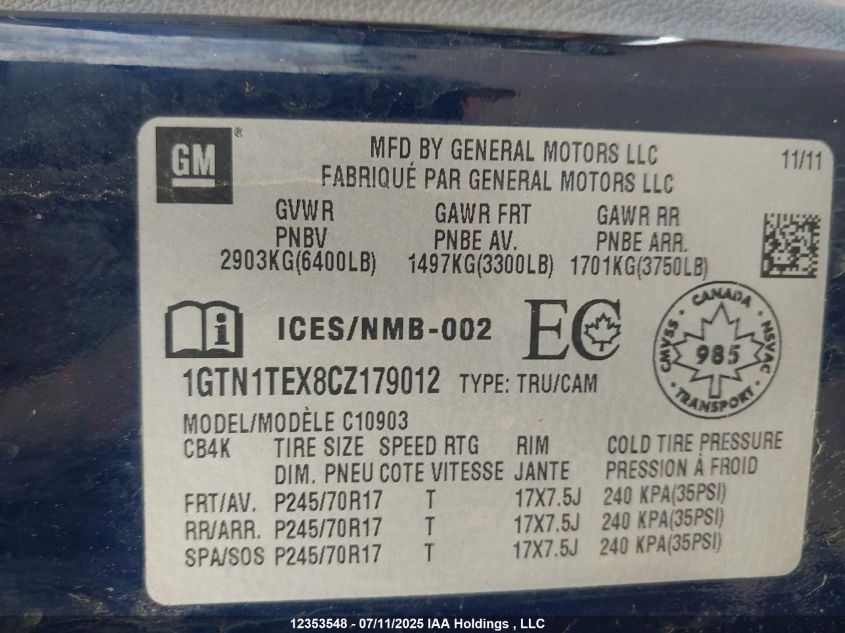 GM ®
MFD BY GENERAL MOTORS LLC 11/11
FABRIQUÉ PAR GENERAL MOTORS LLC
GVWR GAWR FRT GAWR RR
PNBV PNBE AV. PNBE ARR.
2903KG(6400LB) 1497KG(3300LB) 1701KG(3750LB)
i ICES/NMB-002 EC
CANADA CMVSS NSVAC 985 TRANSPORT
1GTN1TEX8CZ179012 TYPE: TRU/CAM
MODEL/MODÈLE C10903
CB4K TIRE SIZE SPEED RTG RIM COLD TIRE PRESSURE
DIM. PNEU COTE VITESSE JANTE PRESSION À FROID
FRT/AV. P245/70R17 T 17X7.5J 240 KPA(35PSI)
RR/ARR. P245/70R17 T 17X7.5J 240 KPA(35PSI)
SPA/SOS P245/70R17 T 17X7.5J 240 KPA(35PSI)
12353548 - 07/11/2025 IAA Holdings , LLC